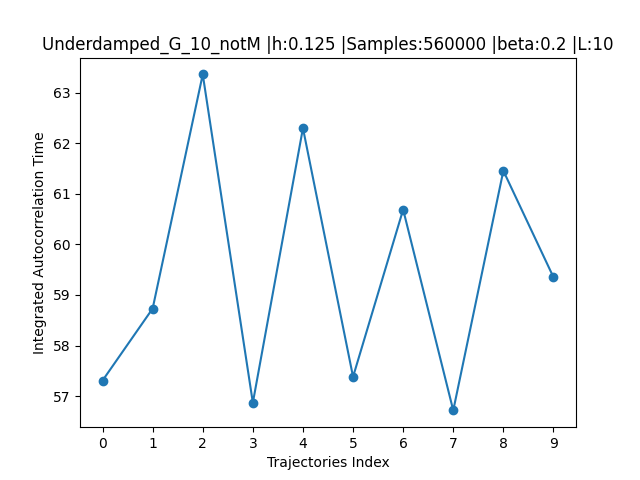 Underdamped_G_10_notM |h:0.125 |Samples:560000 |beta:0.2 |L:10
Integrated Autocorrelation Time
63
62
61
60
59
58
57
0 1 2 3 4 5 6 7 8 9
Trajectories Index